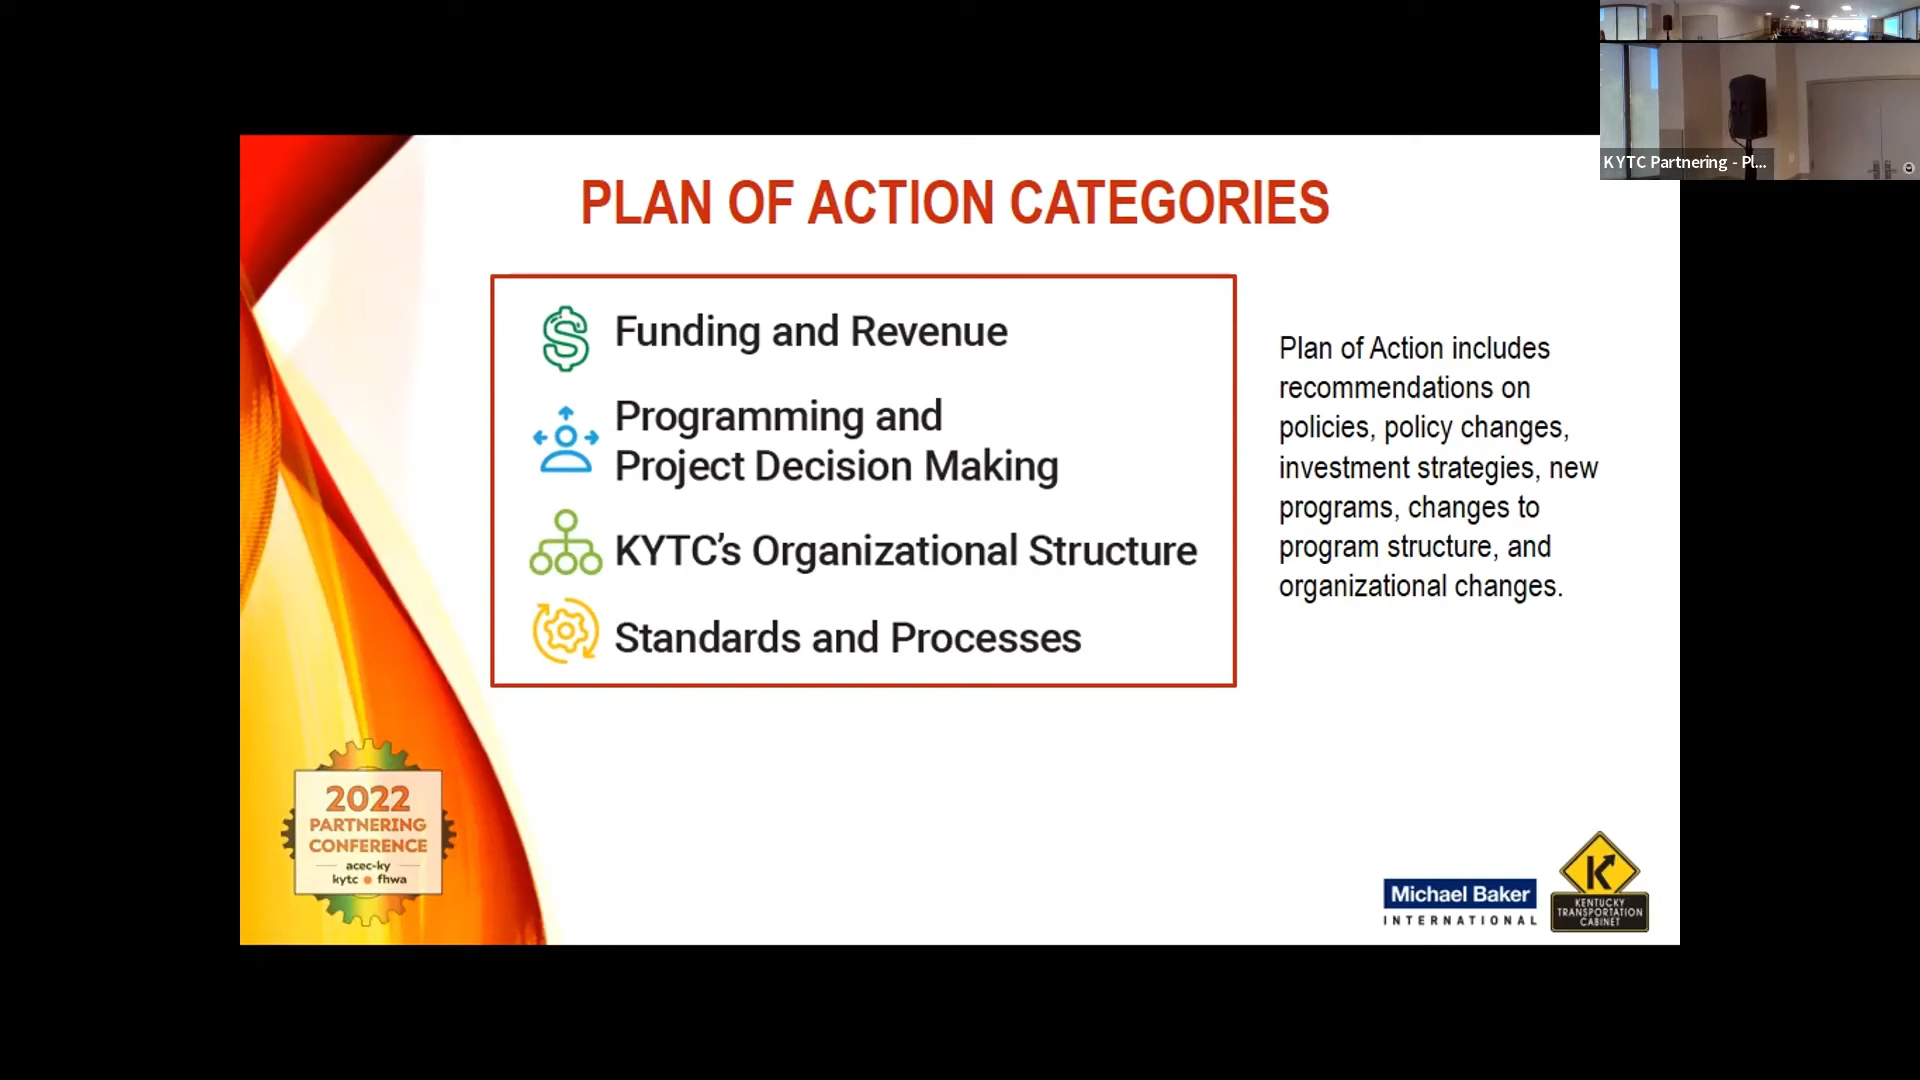 KYTC Partnering - Pl...
PLAN OF ACTION CATEGORIES
Funding and Revenue
Programming and
Project Decision Making
KYTC's Organizational Structure
Standards and Processes
Plan of Action includes
recommendations on
policies, policy changes,
investment strategies, new
programs, changes to
program structure, and
organizational changes.
2022
PARTNERING
CONFERENCE
acec-ky
kytc fhwa
Michael Baker
INTERNATIONAL
K
KENTUCKY
TRANSPORTATION
CABINET